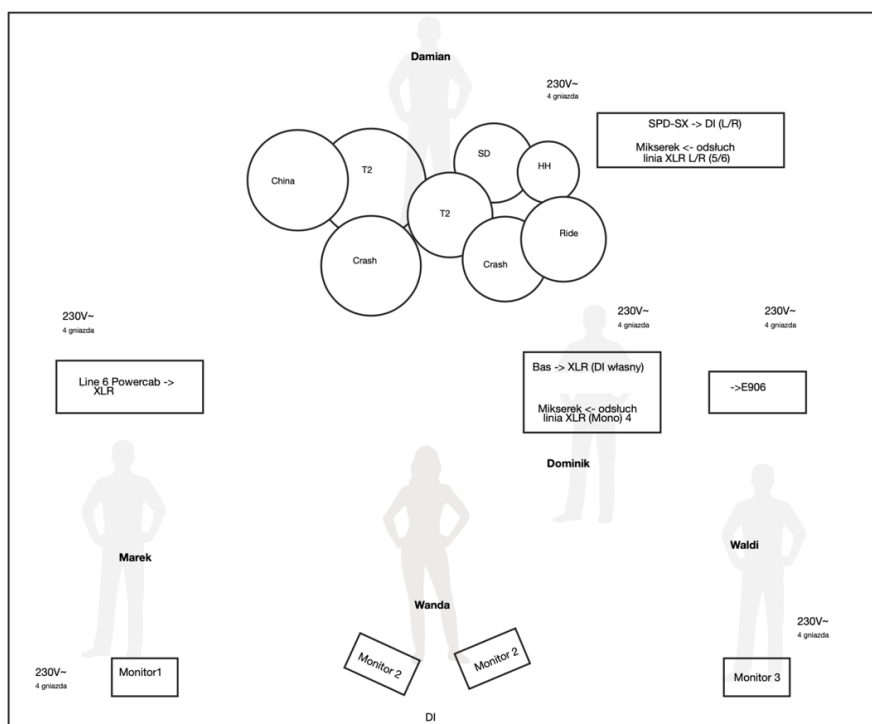 Damian
230V~
4 gniazda
SPD-SX -> DI (L/R)
Mikserek <- odsłuch
linia XLR L/R (5/6)
China
T2
SD
HH
T2
Ride
Crash
Crash
230V~
4 gniazda
230V~
4 gniazda
230V~
4 gniazda
Line 6 Powercab ->
XLR
Bas -> XLR (DI własny)
Mikserek <- odsłuch
linia XLR (Mono) 4
->E906
Dominik
Marek
Waldi
Wanda
230V~
4 gniazda
230V~
4 gniazda
Monitor1
Monitor 2
Monitor 2
Monitor 3
DI